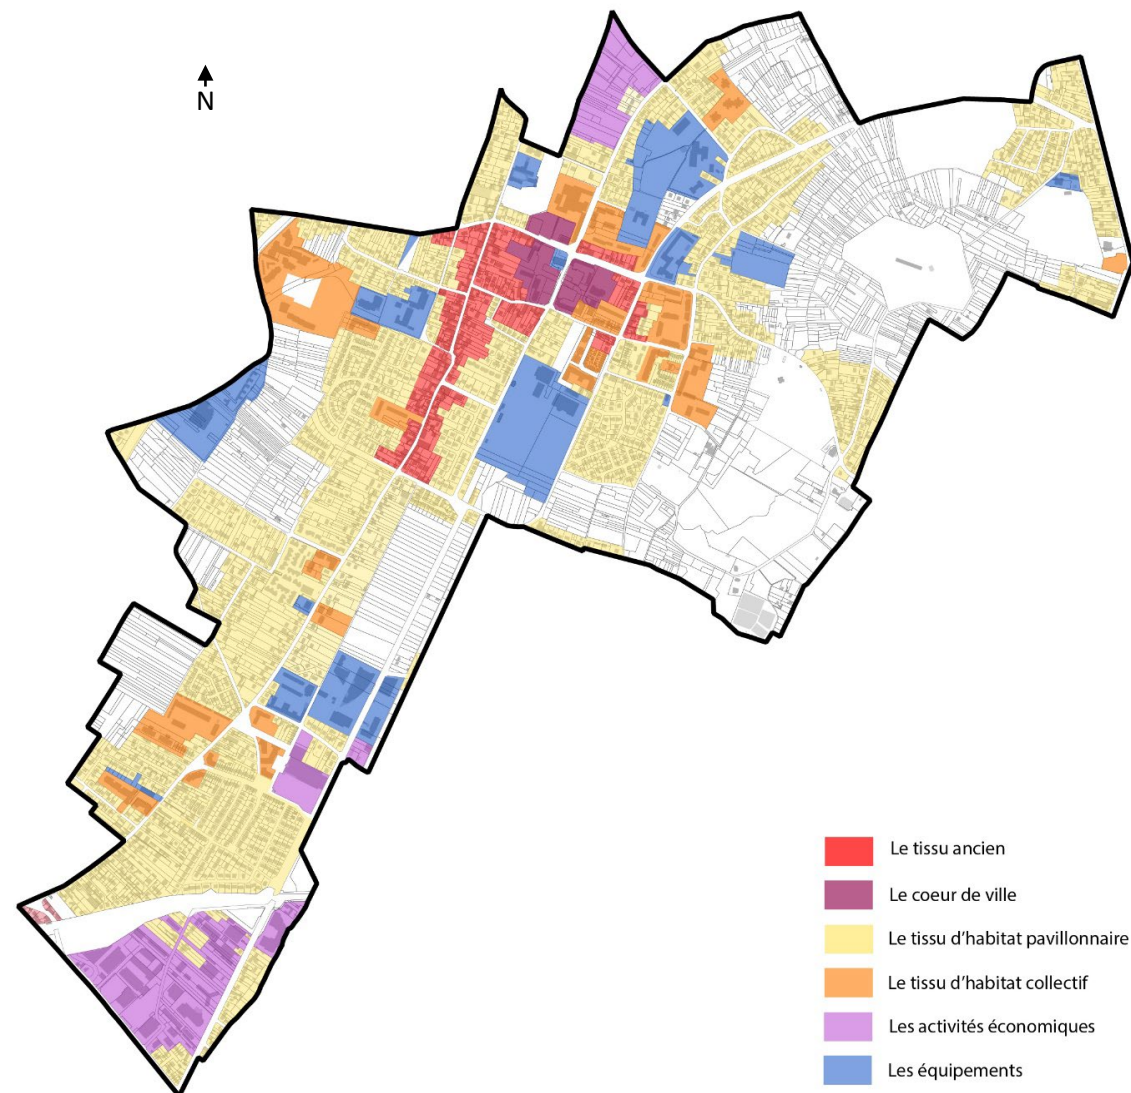 N
Le tissu ancien
Le coeur de ville
Le tissu d'habitat pavillonnaire
Le tissu d'habitat collectif
Les activités économiques
Les équipements